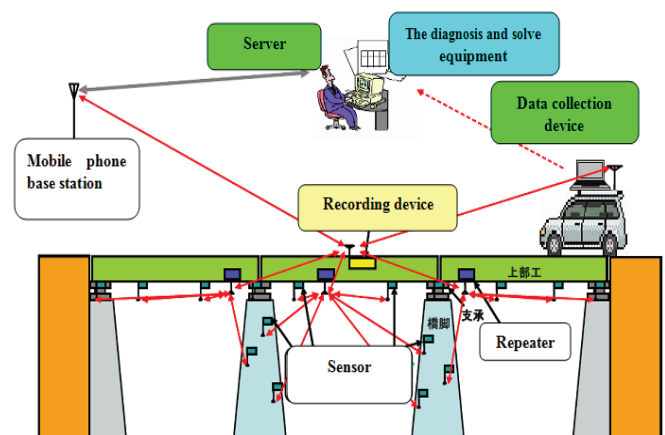 Server
The diagnosis and solve
equipment
Data collection
device
Mobile phone
base station
Recording device
上部工
支承
橋脚
Repeater
Sensor